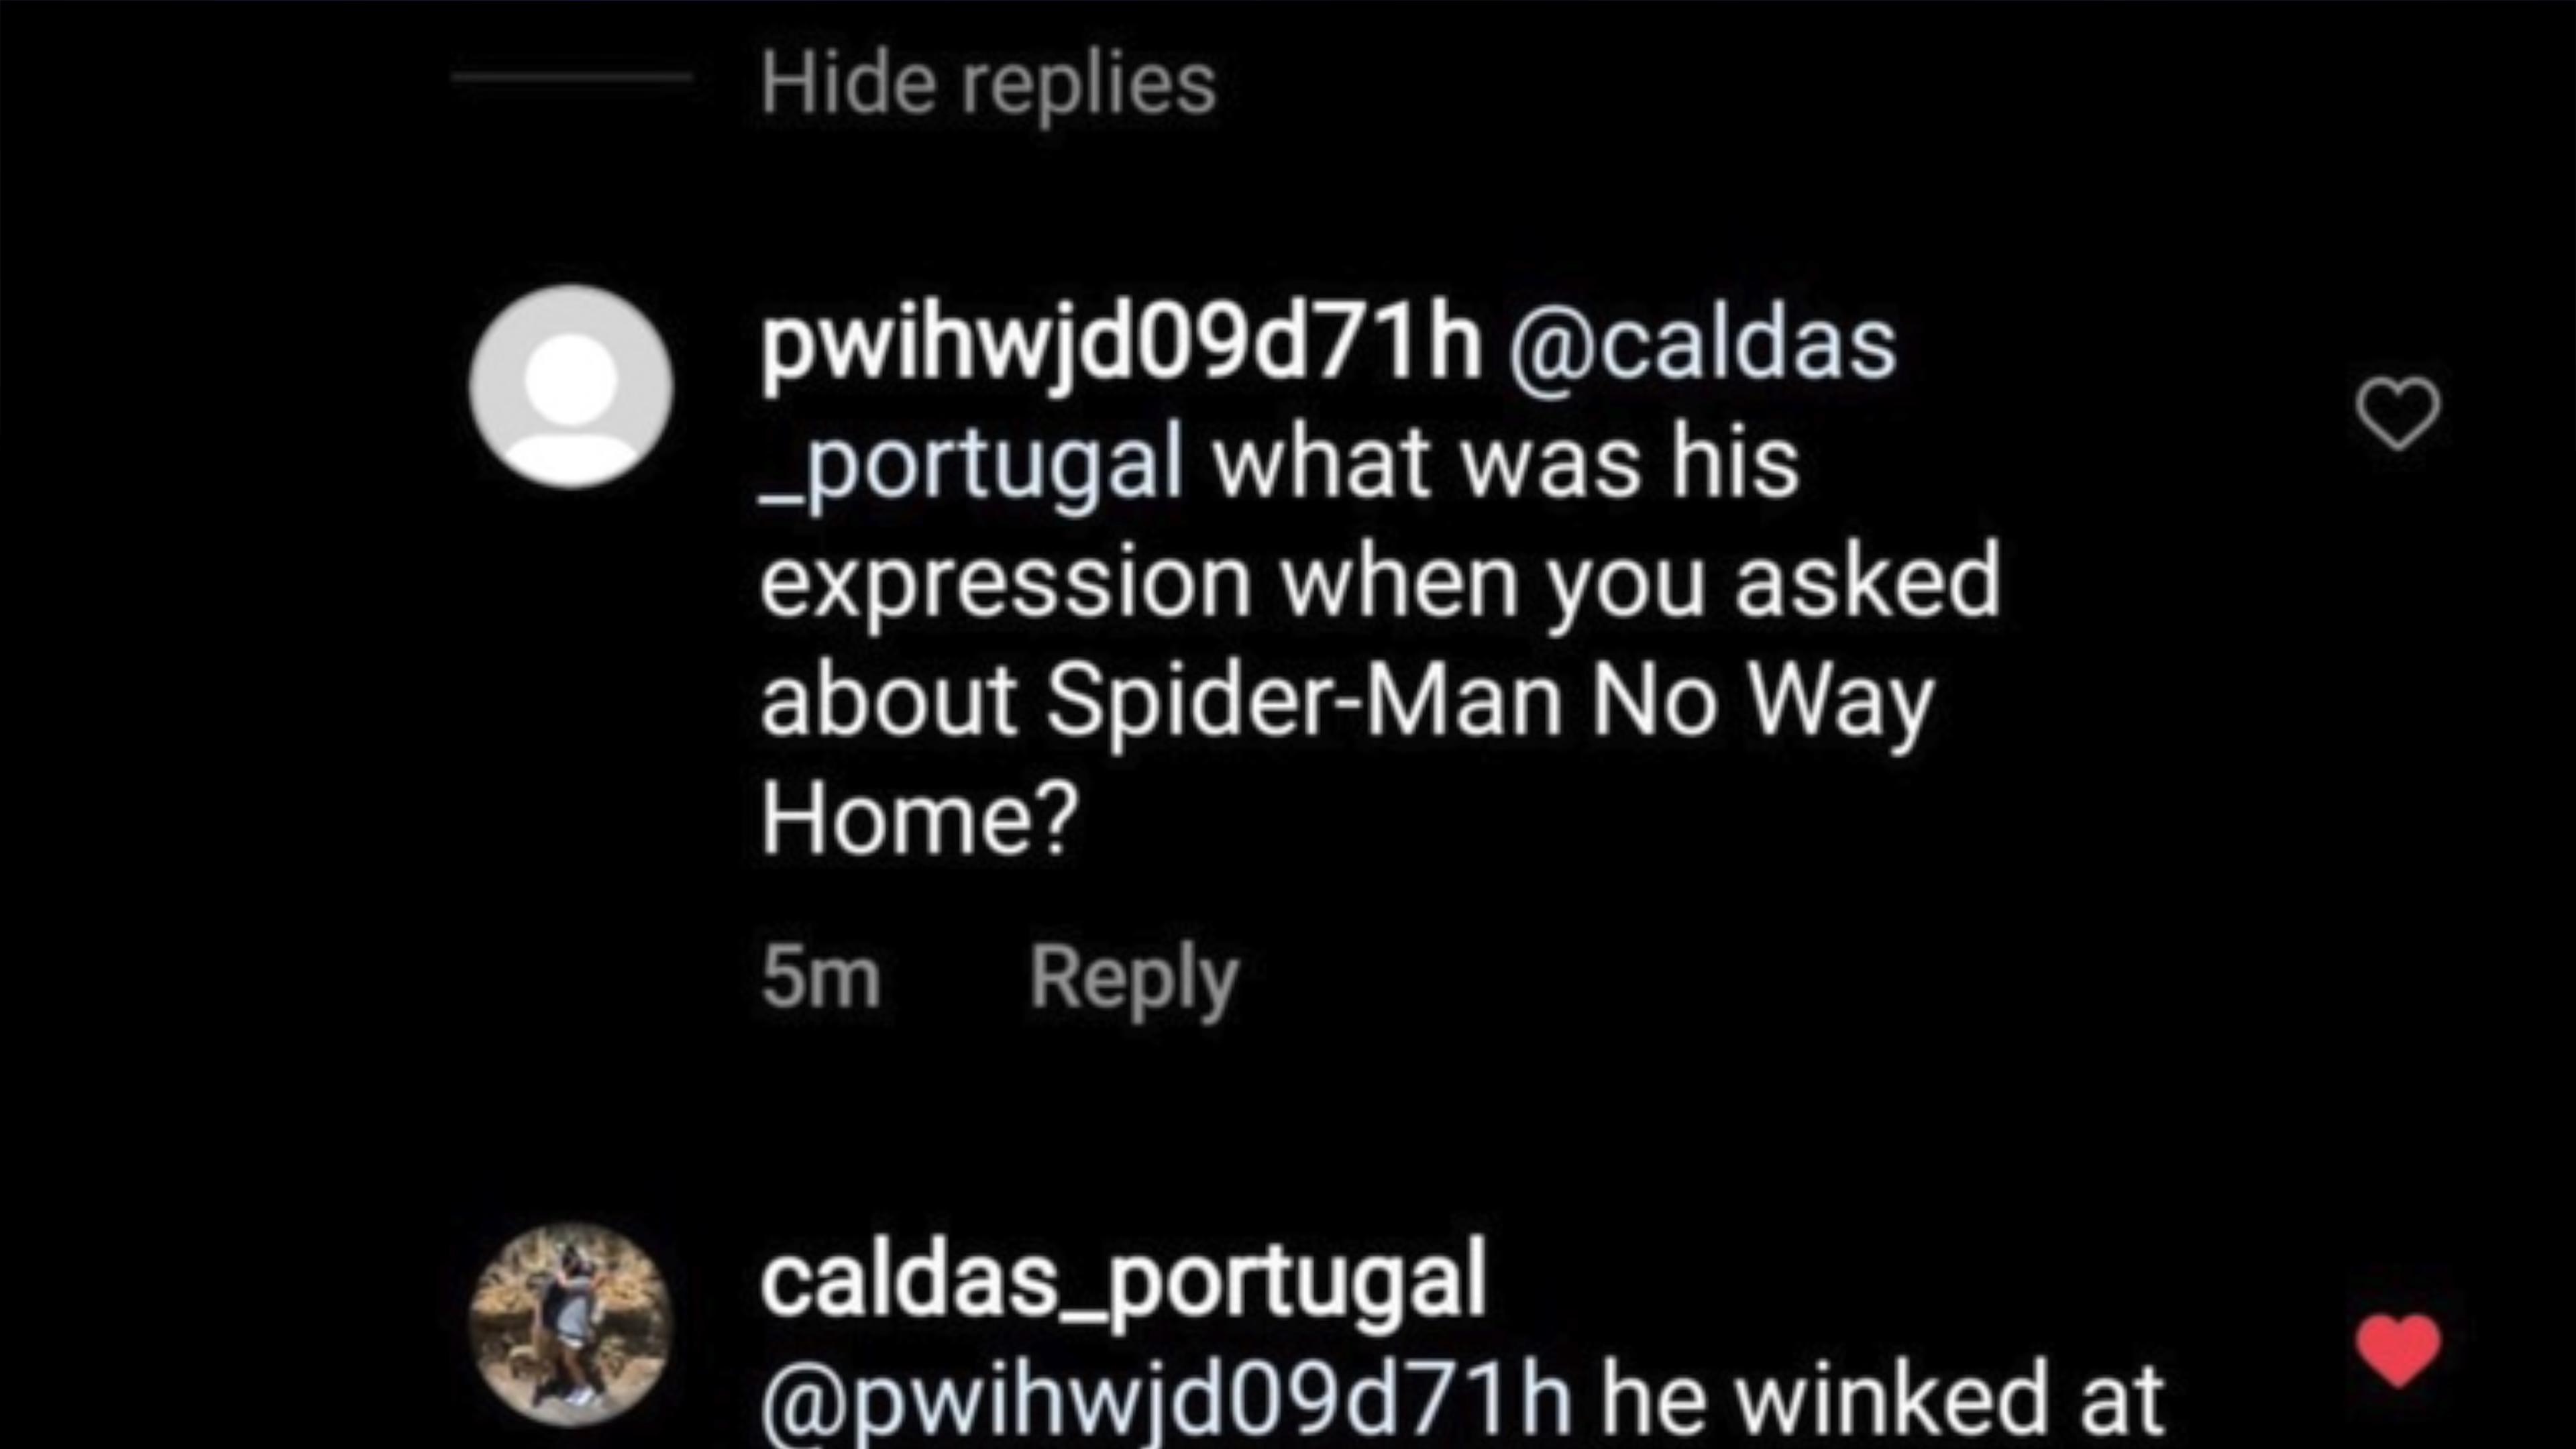 Hide replies
pwihwjd09d71h @caldas
_portugal what was his
expression when you asked
about Spider-Man No Way
Home?
5m Reply
caldas_portugal
@pwihwjd09d71h he winked at